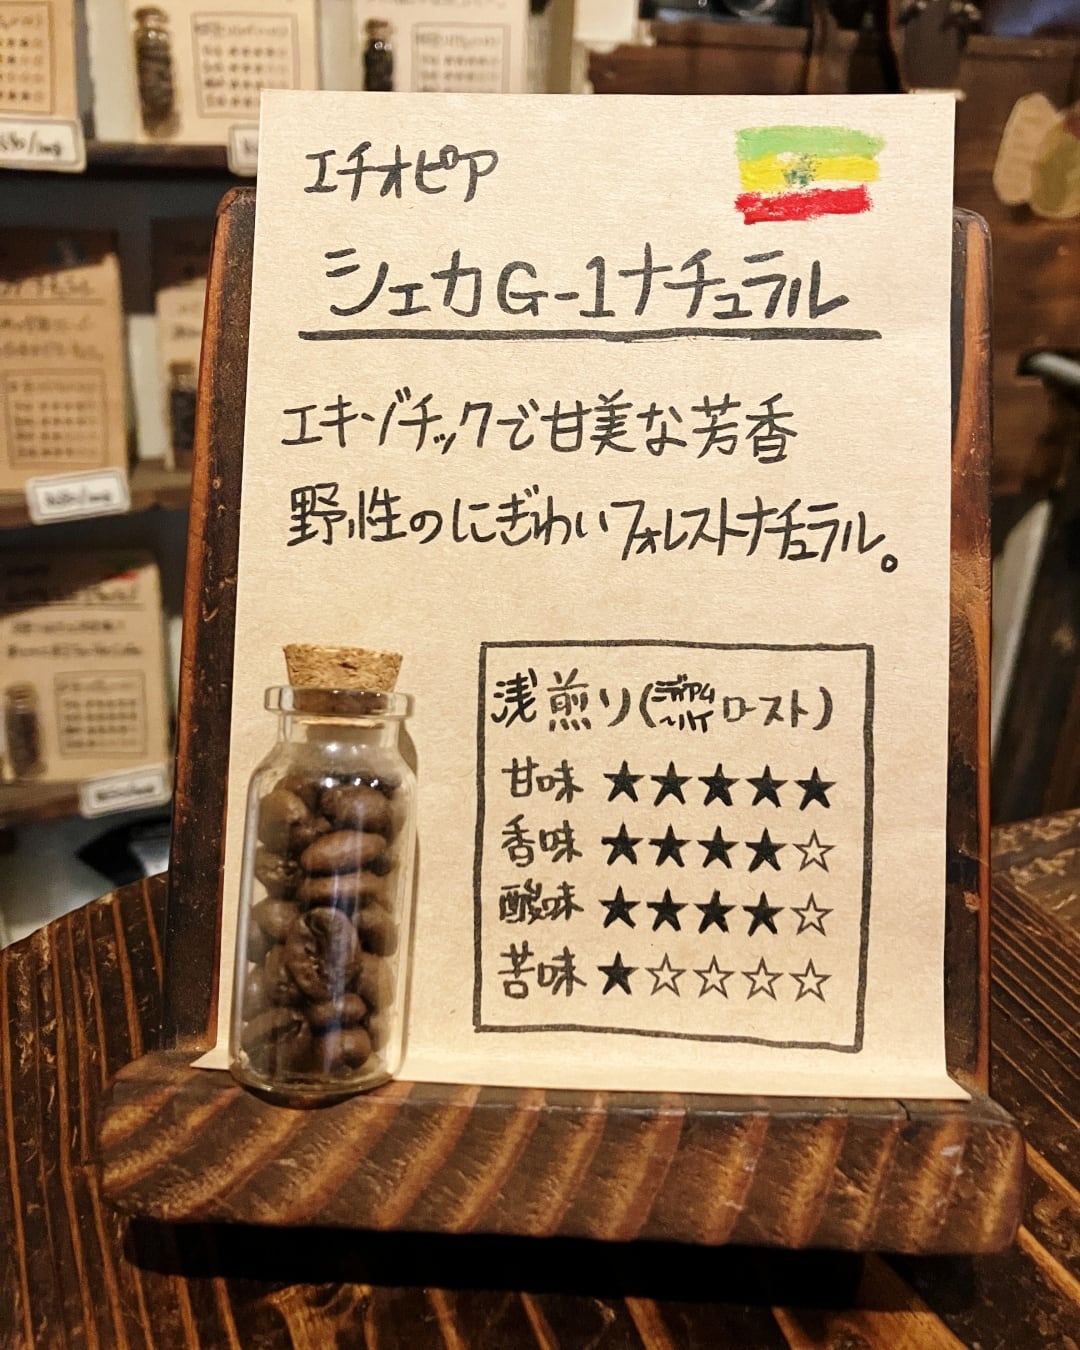 エチオピア
シェカG-1ナチュラル
エキゾチックで甘美な芳香
野性のにぎわいフォレストナチュラル。
浅煎り(ミディアム～ハイロースト)
甘味 ★★★★★
香味 ★★★★☆
酸味 ★★★★☆
苦味 ★☆☆☆☆